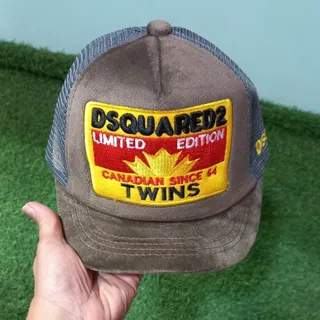 DSQUARED2
LIMITED EDITION
CANADIAN SINCE 64
TWINS